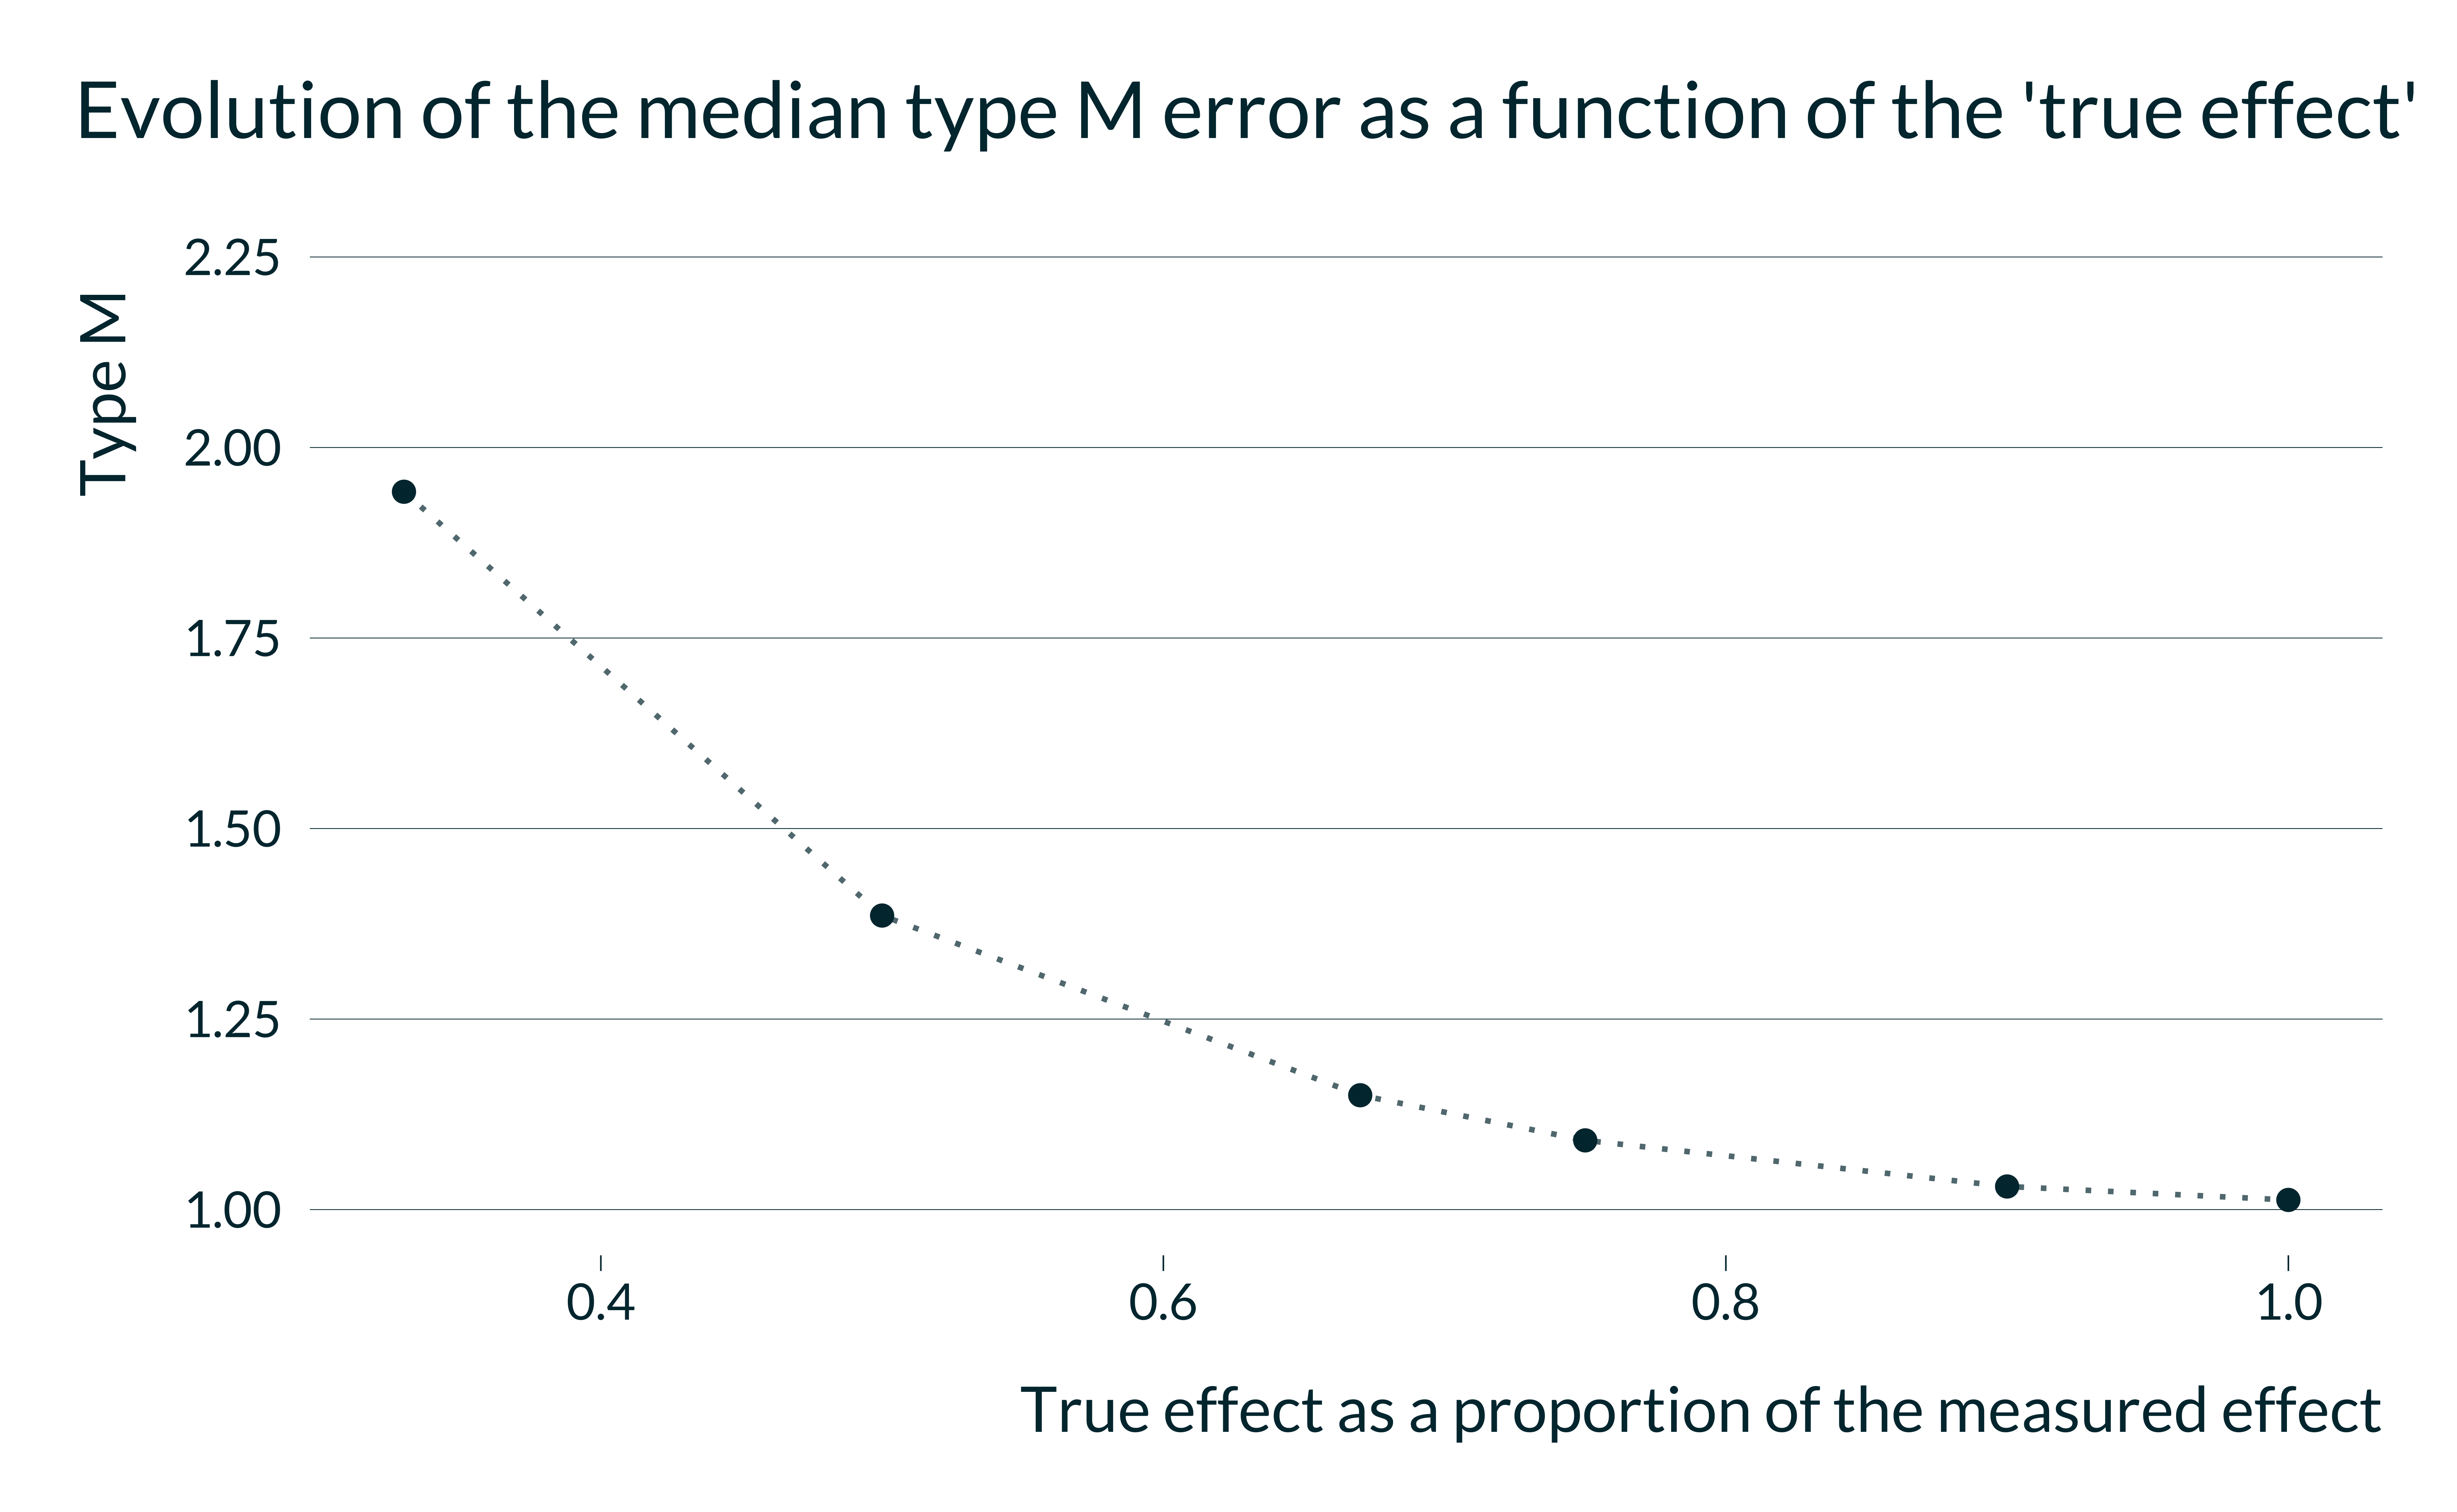 Evolution of the median type M error as a function of the 'true effect'
Type M
2.25
2.00
1.75
1.50
1.25
1.00
0.4 0.6 0.8 1.0
True effect as a proportion of the measured effect